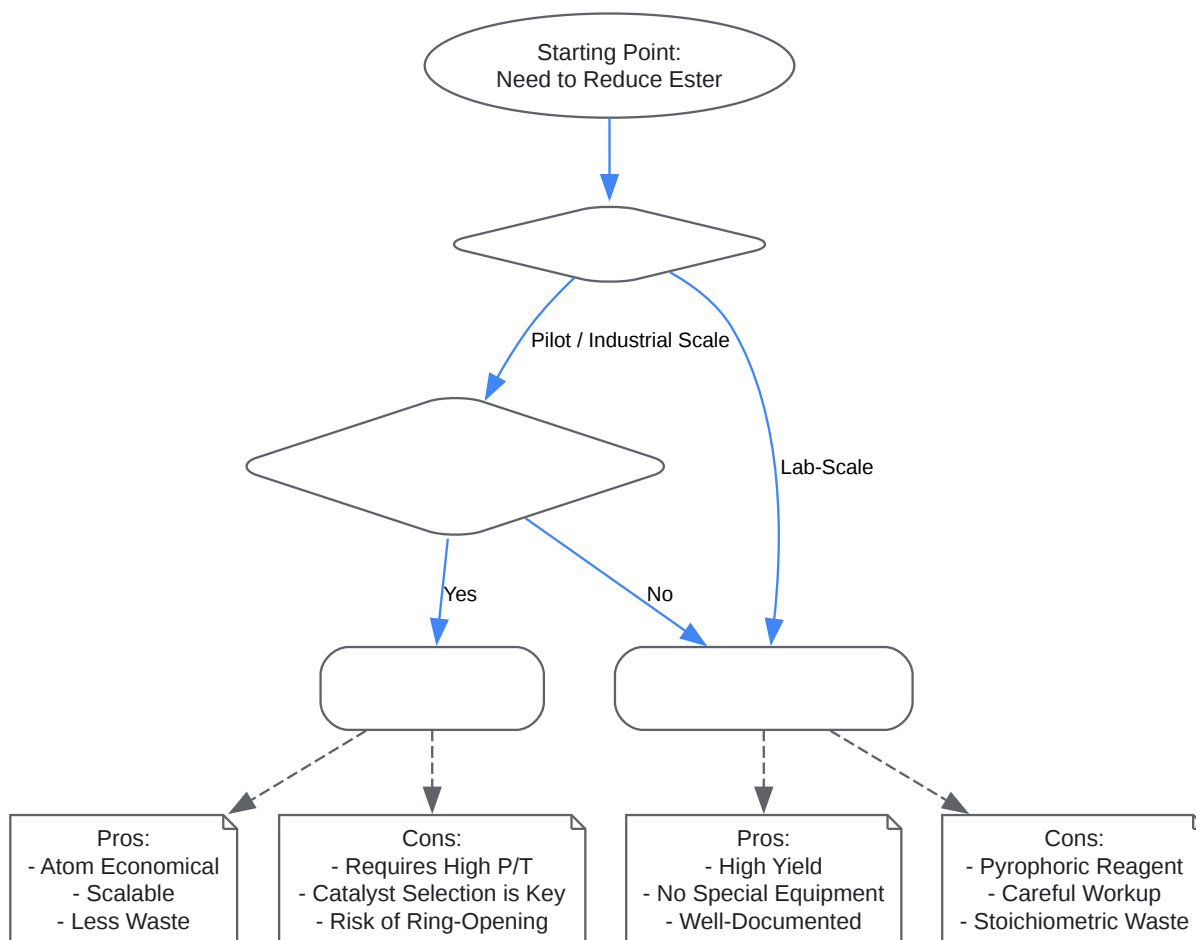 Starting Point:
Need to Reduce Ester
Pilot / Industrial Scale
Lab-Scale
Yes
No
Pros:
- Atom Economical
- Scalable
- Less Waste
Cons:
- Requires High P/T
- Catalyst Selection is Key
- Risk of Ring-Opening
Pros:
- High Yield
- No Special Equipment
- Well-Documented
Cons:
- Pyrophoric Reagent
- Careful Workup
- Stoichiometric Waste